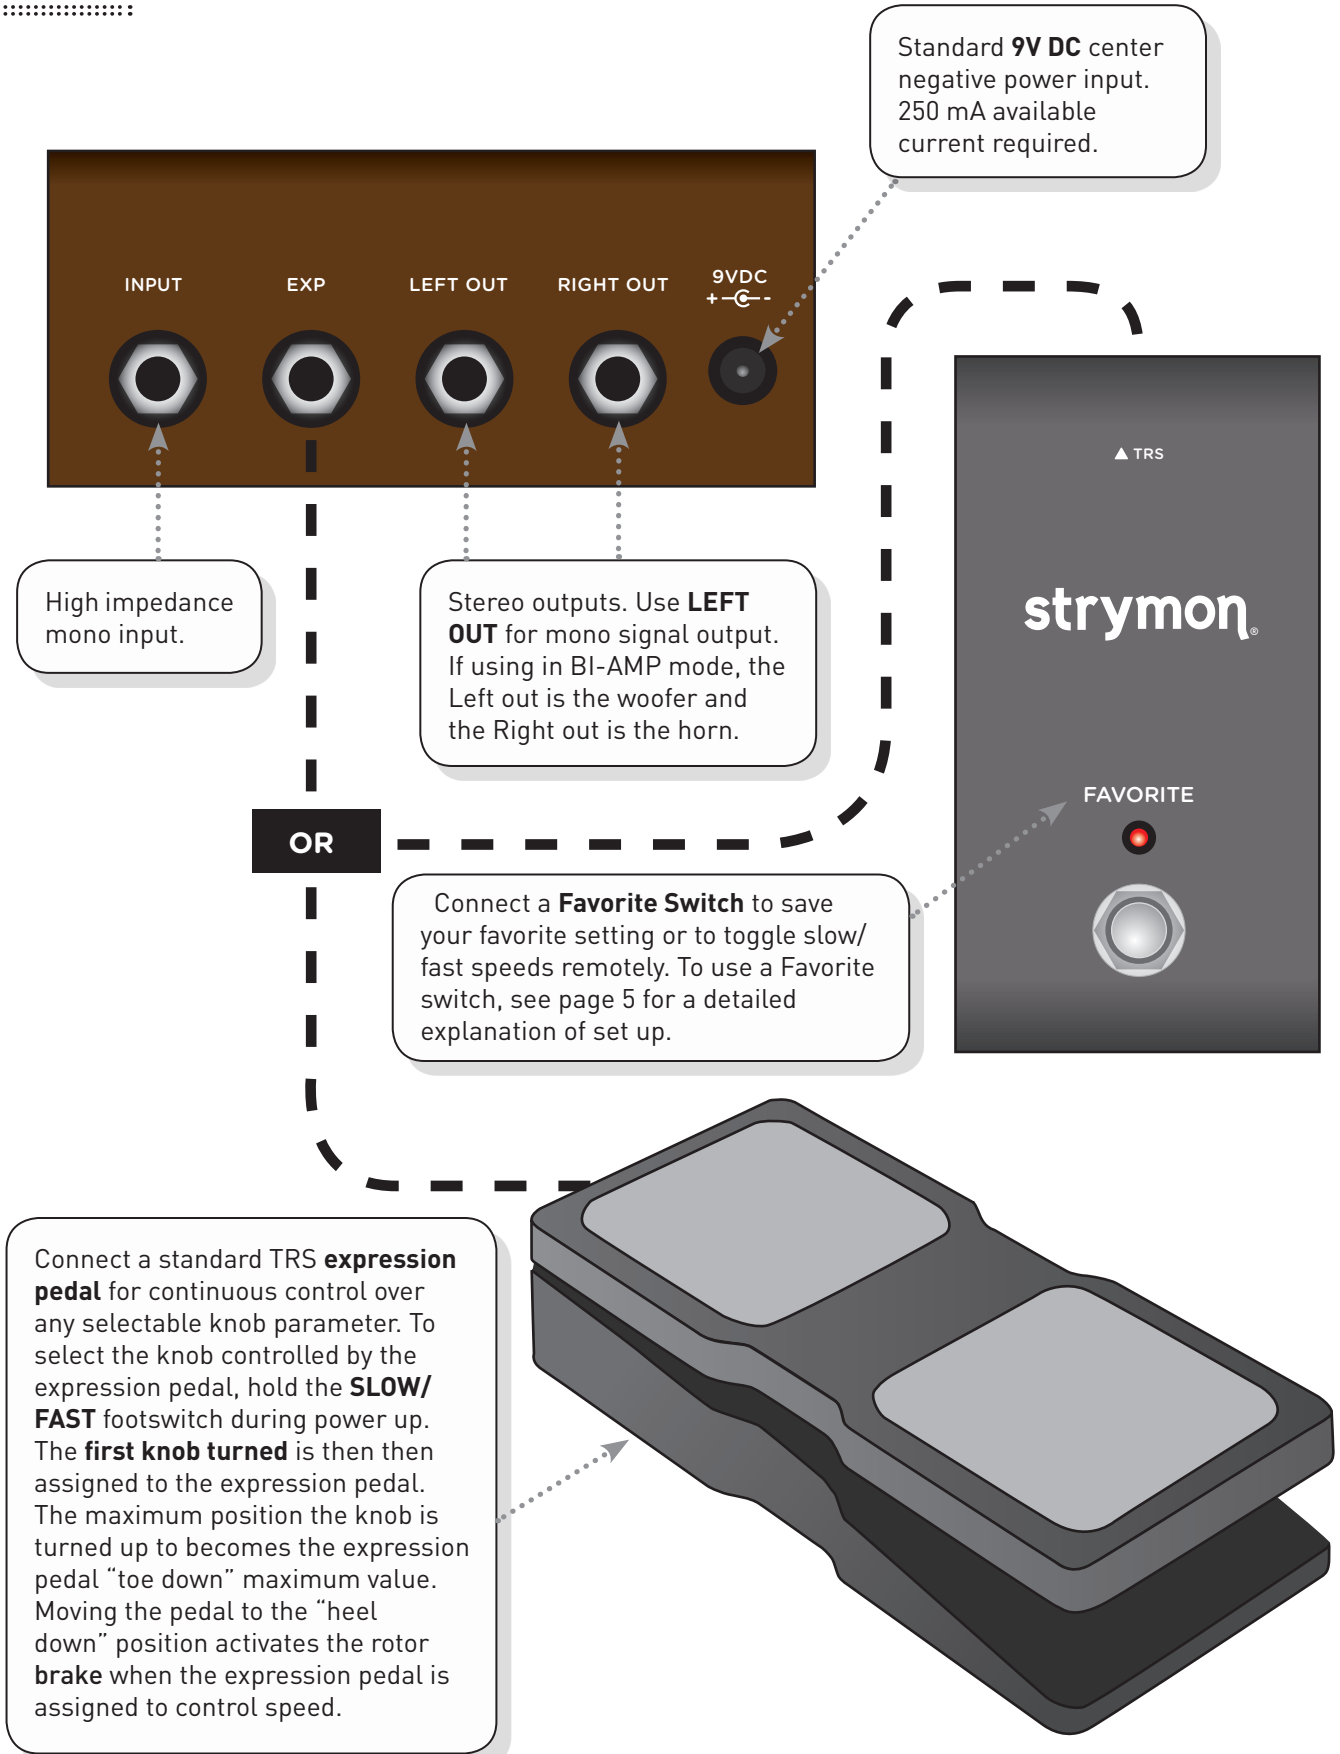 Standard 9V DC center
negative power input.
250 mA available
current required.
INPUT
EXP
LEFT OUT
RIGHT OUT
9VDC
+ -
TRS
High impedance
mono input.
Stereo outputs. Use LEFT
OUT for mono signal output.
If using in BI-AMP mode, the
Left out is the woofer and
the Right out is the horn.
strymon®
FAVORITE
OR
Connect a Favorite Switch to save
your favorite setting or to toggle slow/
fast speeds remotely. To use a Favorite
switch, see page 5 for a detailed
explanation of set up.
Connect a standard TRS expression
pedal for continuous control over
any selectable knob parameter. To
select the knob controlled by the
expression pedal, hold the SLOW/
FAST footswitch during power up.
The first knob turned is then then
assigned to the expression pedal.
The maximum position the knob is
turned up to becomes the expression
pedal “toe down” maximum value.
Moving the pedal to the “heel
down” position activates the rotor
brake when the expression pedal is
assigned to control speed.